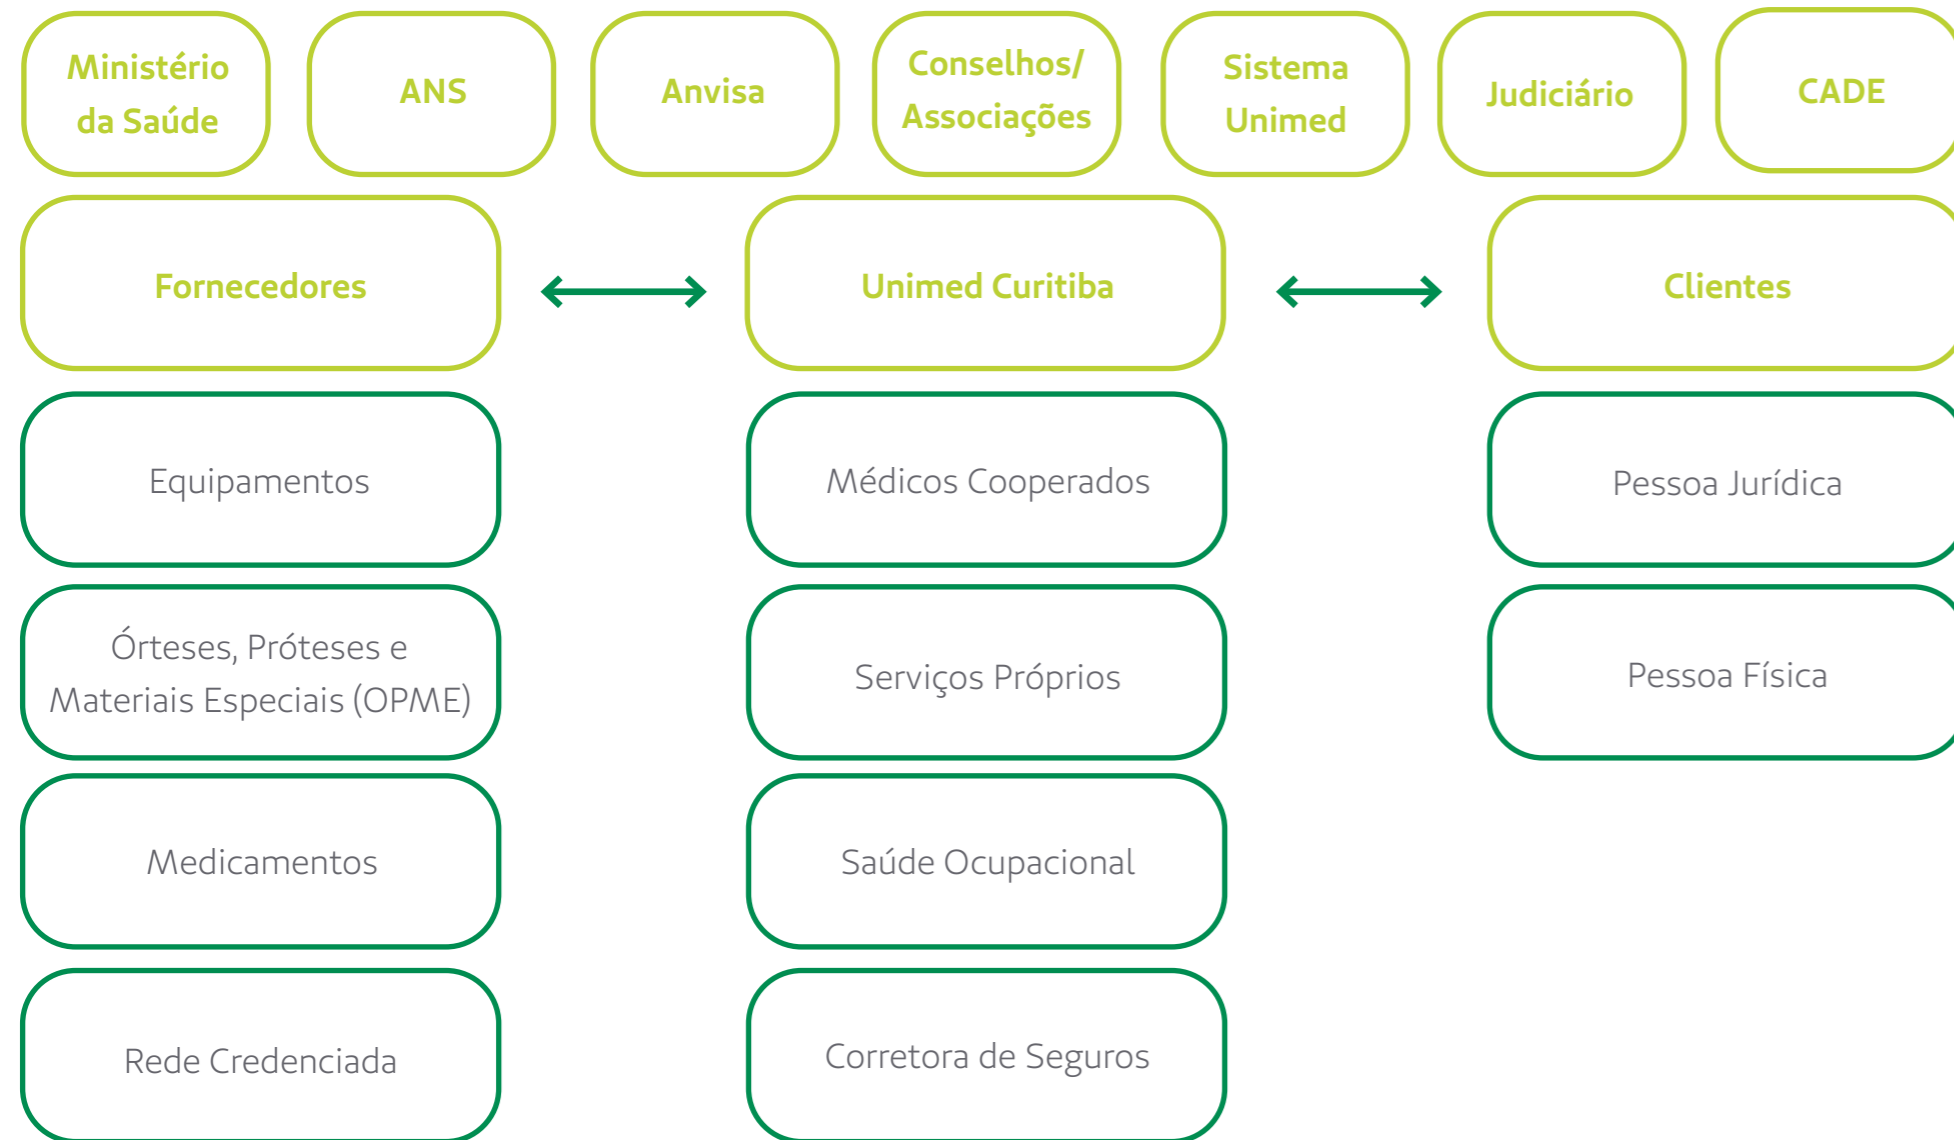 Ministério
da Saúde
ANS
Anvisa
Conselhos/
Associações
Sistema
Unimed
Judiciário
CADE
Fornecedores
Unimed Curitiba
Clientes
Equipamentos
Médicos Cooperados
Pessoa Jurídica
Órteses, Próteses e
Materiais Especiais (OPME)
Serviços Próprios
Pessoa Física
Medicamentos
Saúde Ocupacional
Rede Credenciada
Corretora de Seguros